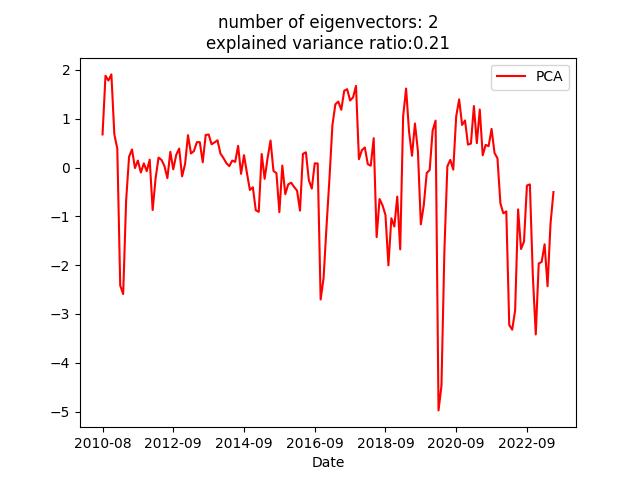 number of eigenvectors: 2
explained variance ratio:0.21
PCA
2
1
0
−1
−2
−3
−4
−5
2010-08 2012-09 2014-09 2016-09 2018-09 2020-09 2022-09
Date